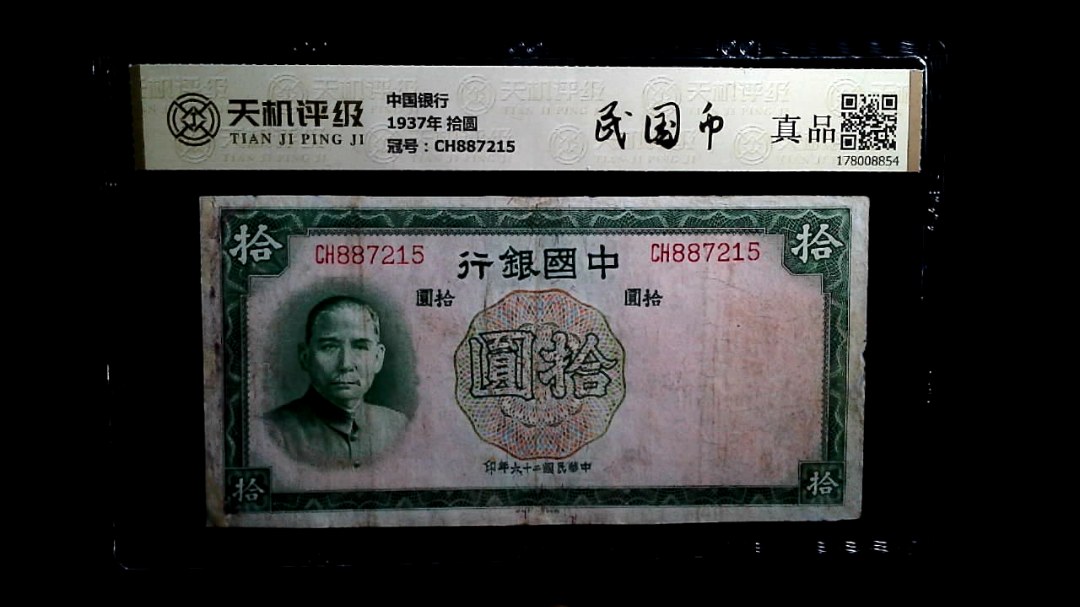 天机评级
TIAN JI PING JI
中国银行
1937年 拾圆
冠号：CH887215
民国币
真品
178008854
拾
CH887215
行銀國中
CH887215
拾
圓拾
圓拾
圓拾
印年六十二國民華中
拾
拾